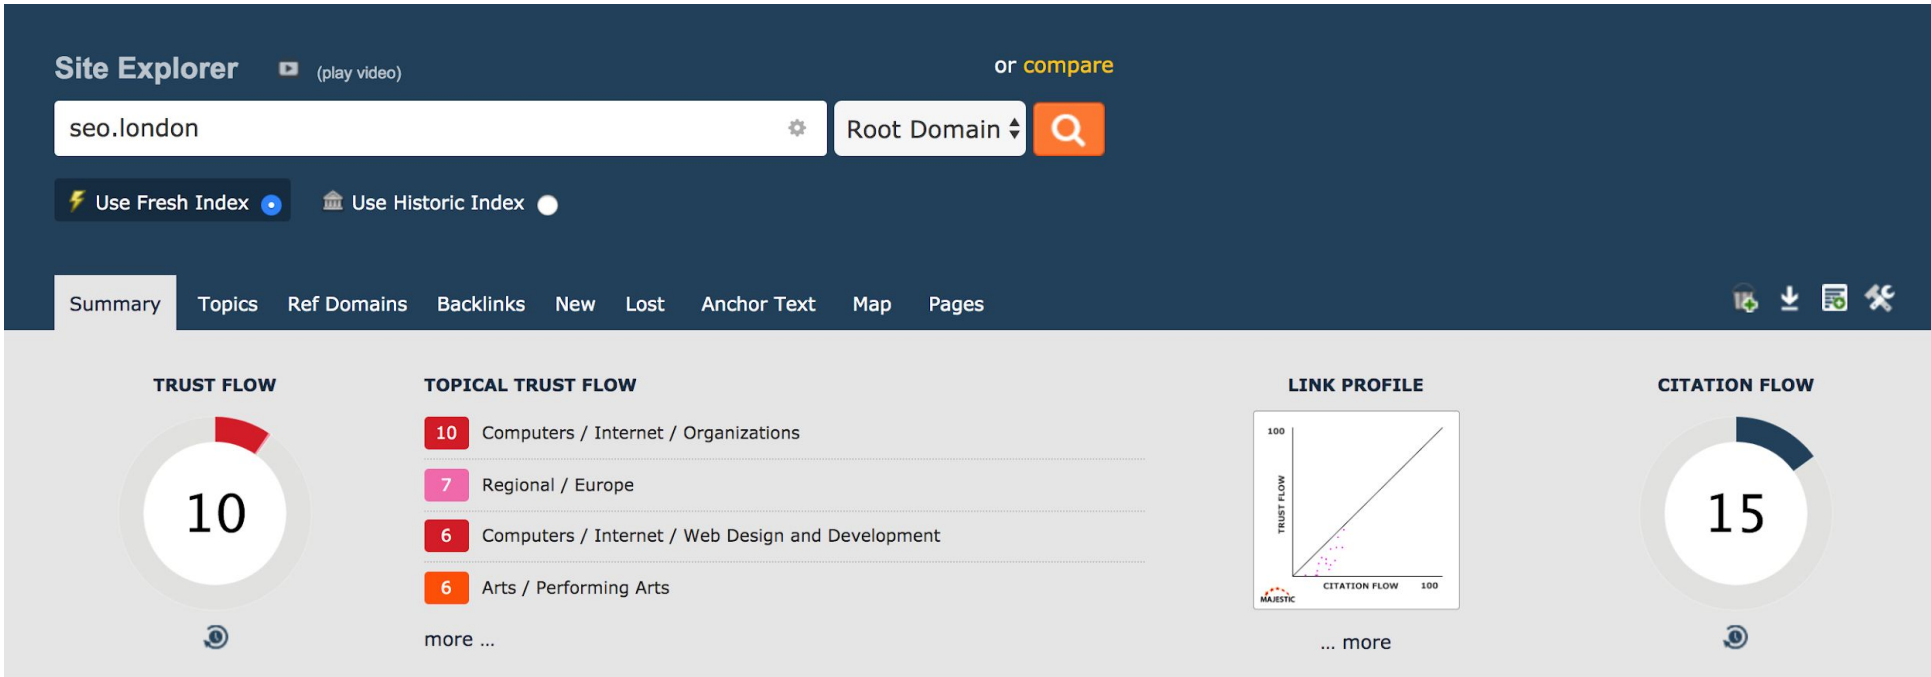 Site Explorer (play video) or compare
seo.london Root Domain
Use Fresh Index Use Historic Index
Summary Topics Ref Domains Backlinks New Lost Anchor Text Map Pages
TRUST FLOW
10
TOPICAL TRUST FLOW
10 Computers / Internet / Organizations
7 Regional / Europe
6 Computers / Internet / Web Design and Development
6 Arts / Performing Arts
more ...
LINK PROFILE
100
TRUST FLOW
CITATION FLOW 100
MAJESTIC
... more
CITATION FLOW
15